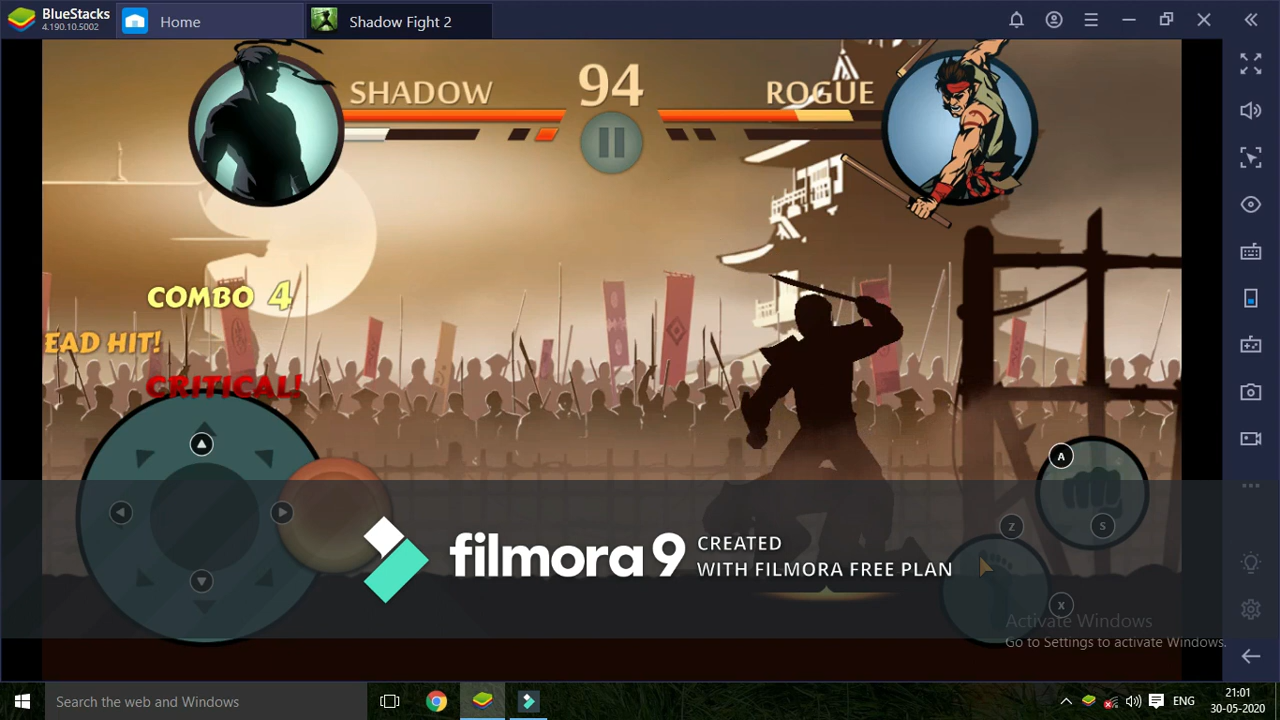 BlueStacks
4.190.10.5002
Home
Shadow Fight 2
SHADOW
94
ROGUE
COMBO 4
EAD HIT!
CRITICAL!
A
Z
S
X
filmora9
CREATED
WITH FILMORA FREE PLAN
Activate Windows
Go to Settings to activate Windows.
Search the web and Windows
ENG
21:01
30-05-2020